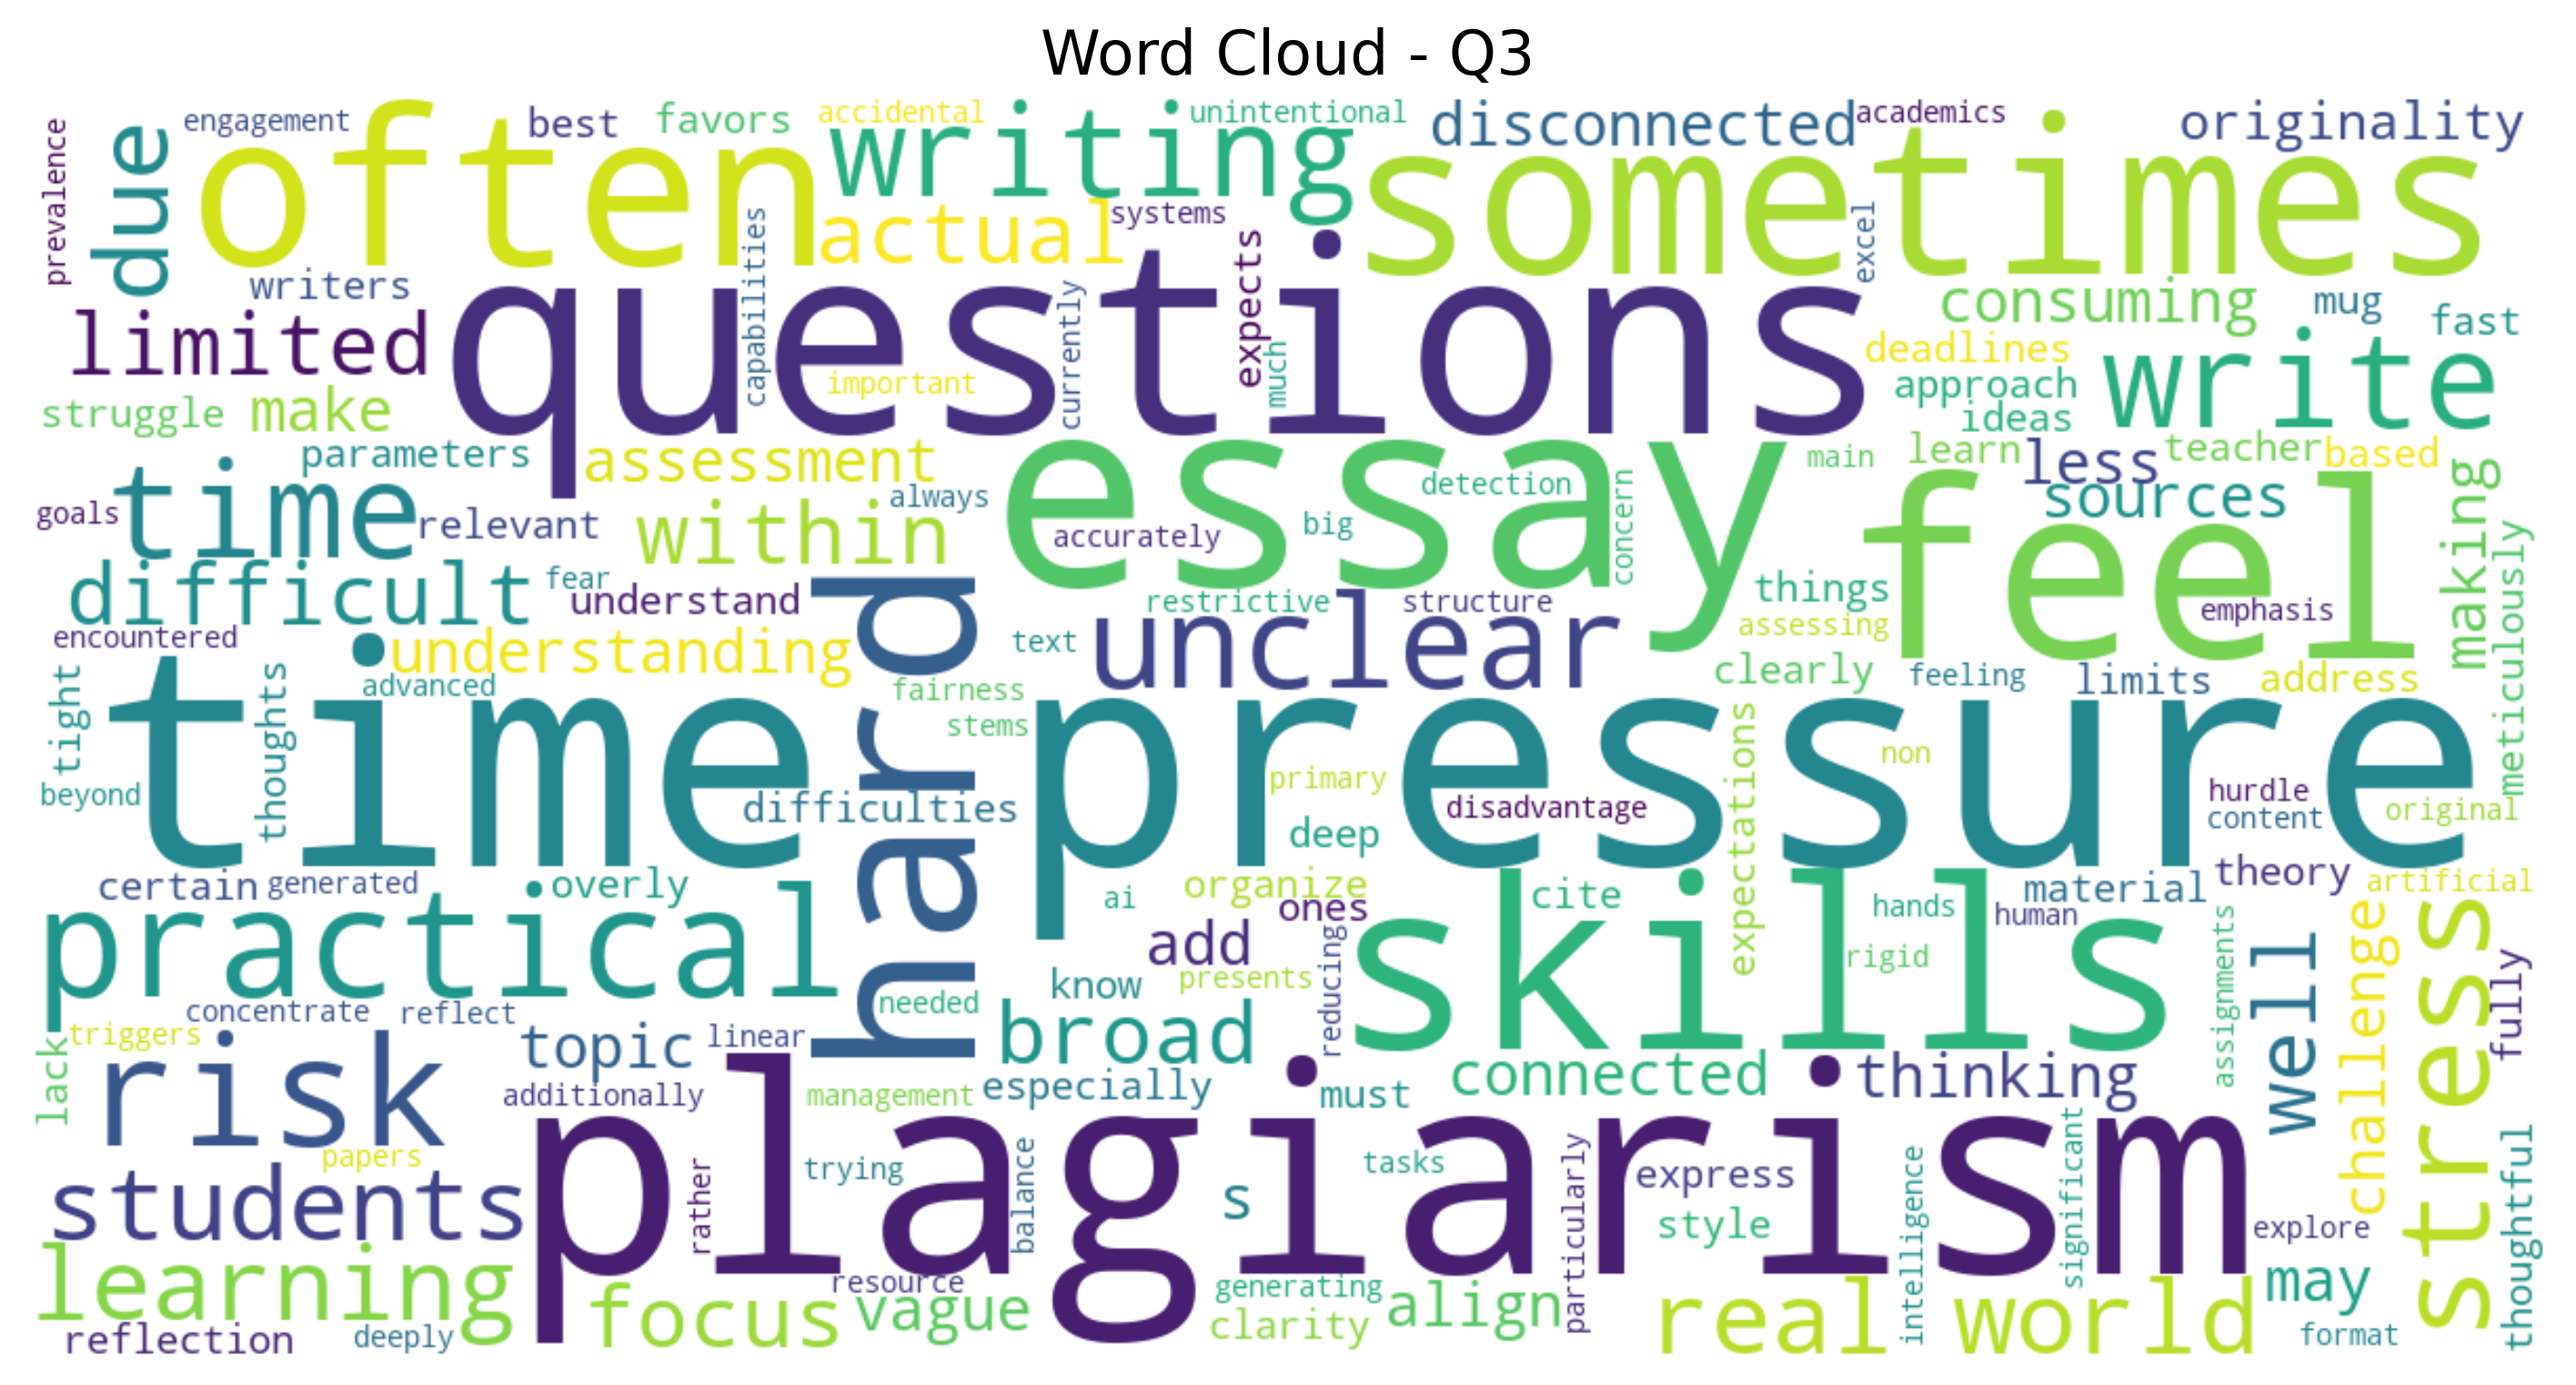 Word Cloud - Q3
prevalence
due
engagement
often
best
favors
accidental
writing
unintentional
disconnected
academics
sometimes
originality
actual
systems
expects
excel
capabilities
writers
limited
questions
currently
much
important
consuming
mug
fast
deadlines
approach
ideas
write
struggle
make
parameters
assessment
essay
main
learn
less
teacher
based
sources
goals
time
relevant
within
always
accurately
detection
big
concern
feel
making
meticulously
difficult
fear
understand
hard
restrictive
structure
things
assessing
emphasis
encountered
understanding
text
unclear
clearly
feeling
limits
address
tight
thoughts
advanced
fairness
stems
time pressure
beyond
difficulties
primary
disadvantage
deep
expectations
non
hurdle
content
original
certain
generated
overly
ai
organize
ones
cite
skills
hands
material
theory
artificial
human
practical
add
know
presents
reducing
rigid
assignments
well
challenge
stress
fully
concentrate
reflect
needed
broad
triggers
lack
risk
topic
linear
additionally
management
especially
must
connected
thinking
papers
students
plagiarism
rather
trying
balance
s
tasks
particularly
express
style
intelligence
significant
explore
thoughtful
learning
reflection
deeply
focus
resource
vague
generating
clarity
align
real world
may
format